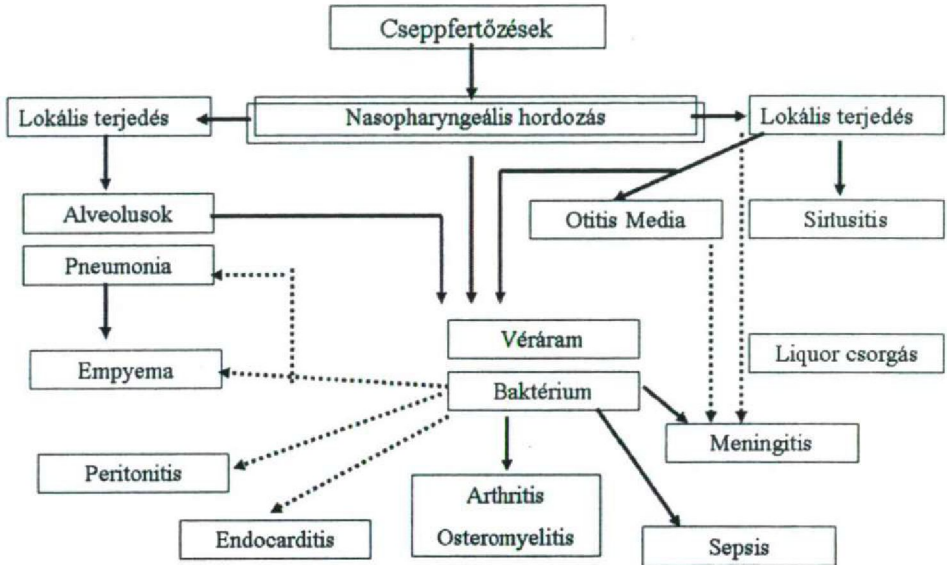 Cseppfertőzések
Lokális terjedés
Nasopharyngeális hordozás
Lokális terjedés
Alveolusok
Otitis Media
Sirtusitis
Pneumonia
Véráram
Liquor csorgás
Empyema
Baktérium
Meningitis
Peritonitis
Arthritis
Osteromyelitis
Endocarditis
Sepsis